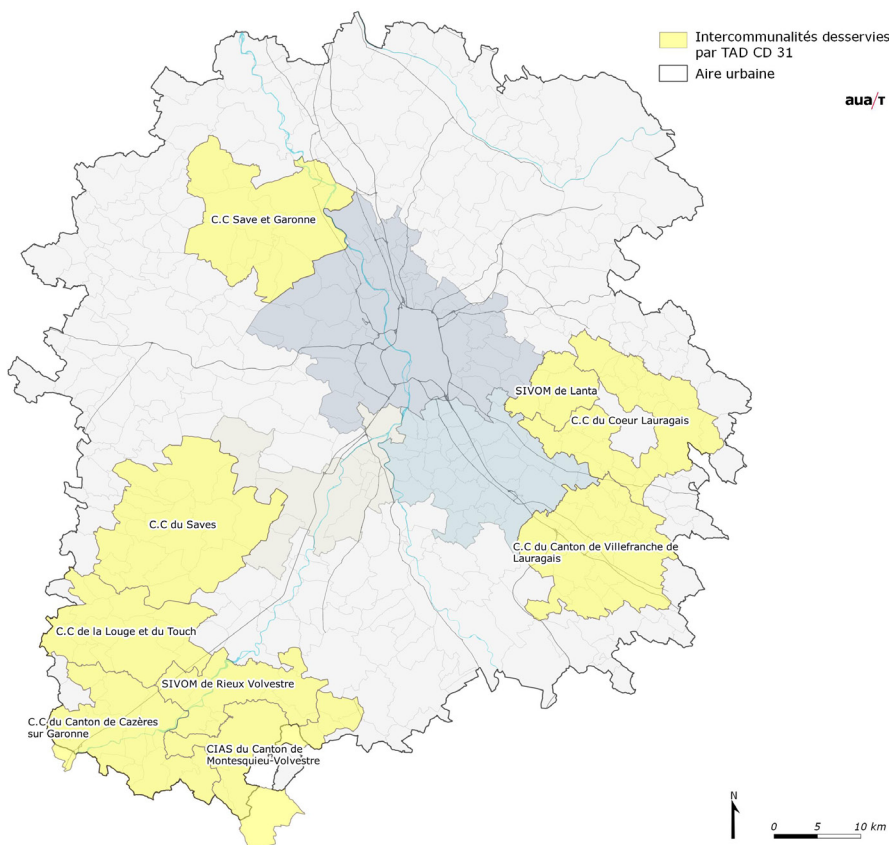 Intercommunalités desservies
par TAD CD 31
Aire urbaine
aua/T
C.C Save et Garonne
SIVOM de Lanta
C.C du Coeur Lauragais
C.C du Saves
C.C du Canton de Villefranche de
Lauragais
C.C de la Louge et du Touch
SIVOM de Rieux Volvestre
C.C du Canton de Cazères
sur Garonne
CIAS du Canton de
Montesquieu-Volvestre
N
0 5 10 km